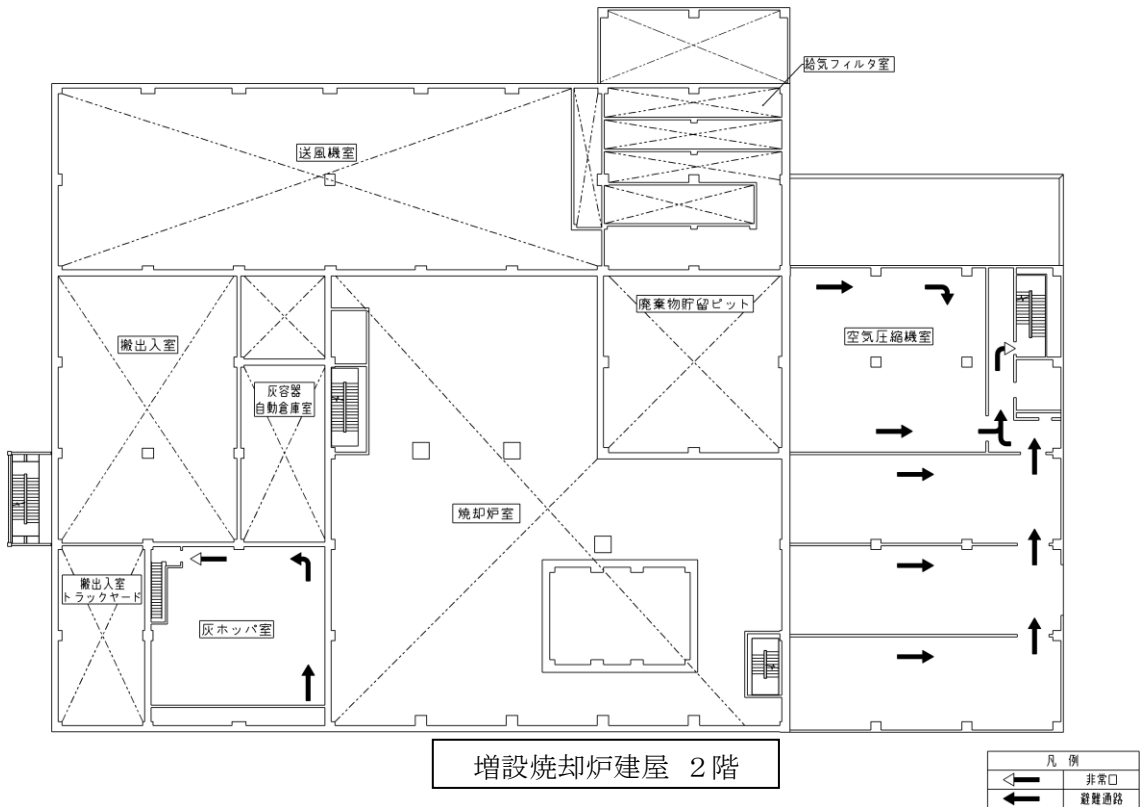 給気フィルタ室
送風機室
廃棄物貯留ピット
空気圧縮機室
搬出入室
灰容器
自動倉庫室
焼却炉室
搬出入室
トラックヤード
灰ホッパ室
増設焼却炉建屋 2階
凡 例
非常口
避難通路